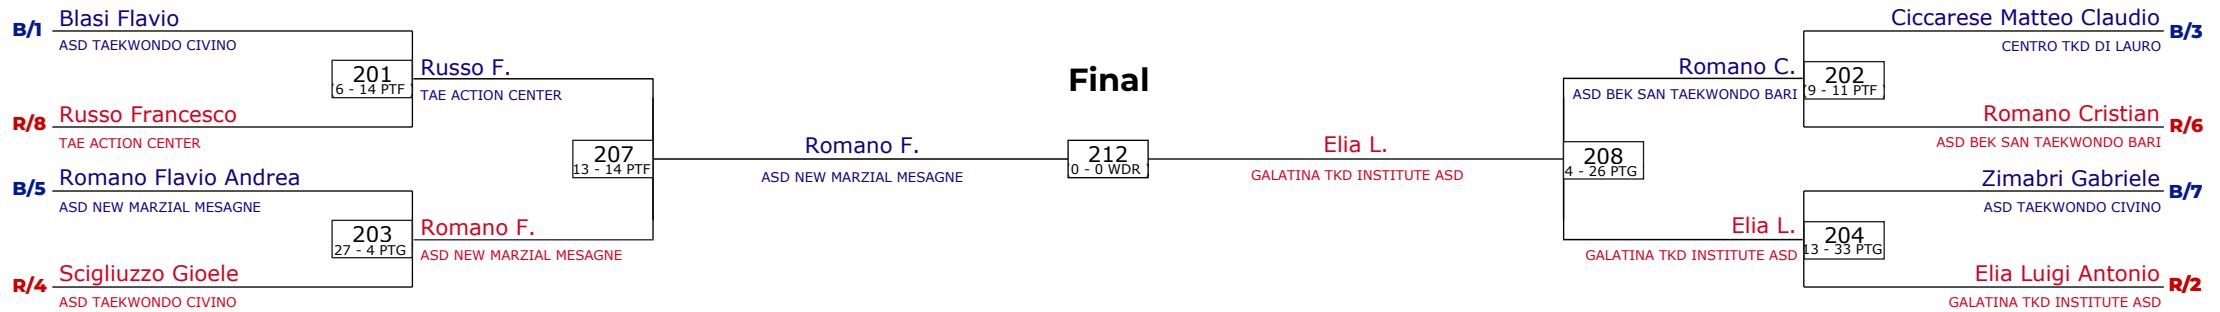 B/1 Blasi Flavio
ASD TAEKWONDO CIVINO
201
6 - 14 PTF
Russo F.
TAE ACTION CENTER
R/8 Russo Francesco
TAE ACTION CENTER
207
13 - 14 PTF
B/5 Romano Flavio Andrea
ASD NEW MARZIAL MESAGNE
203
27 - 4 PTG
Romano F.
ASD NEW MARZIAL MESAGNE
R/4 Scigliuzzo Gioele
ASD TAEKWONDO CIVINO
Final
Romano F.
ASD NEW MARZIAL MESAGNE
212
0 - 0 WDR
Elia L.
GALATINA TKD INSTITUTE ASD
Ciccarese Matteo Claudio B/3
CENTRO TKD DI LAURO
Romano C.
ASD BEK SAN TAEKWONDO BARI
202
9 - 11 PTF
Romano Cristian R/6
ASD BEK SAN TAEKWONDO BARI
208
4 - 26 PTG
Zimabri Gabriele B/7
ASD TAEKWONDO CIVINO
Elia L.
GALATINA TKD INSTITUTE ASD
204
13 - 33 PTG
Elia Luigi Antonio R/2
GALATINA TKD INSTITUTE ASD